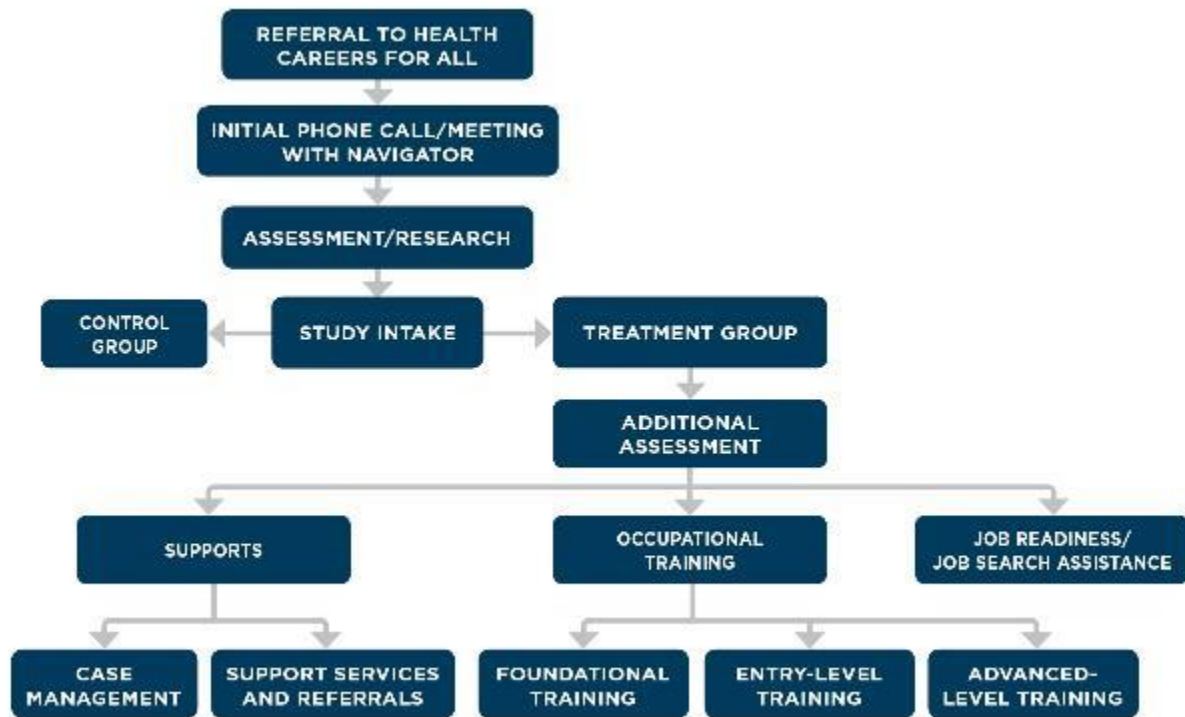 REFERRAL TO HEALTH
CAREERS FOR ALL
INITIAL PHONE CALL/MEETING
WITH NAVIGATOR
ASSESSMENT/RESEARCH
CONTROL
GROUP
STUDY INTAKE
TREATMENT GROUP
ADDITIONAL
ASSESSMENT
SUPPORTS
OCCUPATIONAL
TRAINING
JOB READINESS/
JOB SEARCH ASSISTANCE
CASE
MANAGEMENT
SUPPORT SERVICES
AND REFERRALS
FOUNDATIONAL
TRAINING
ENTRY-LEVEL
TRAINING
ADVANCED-
LEVEL TRAINING